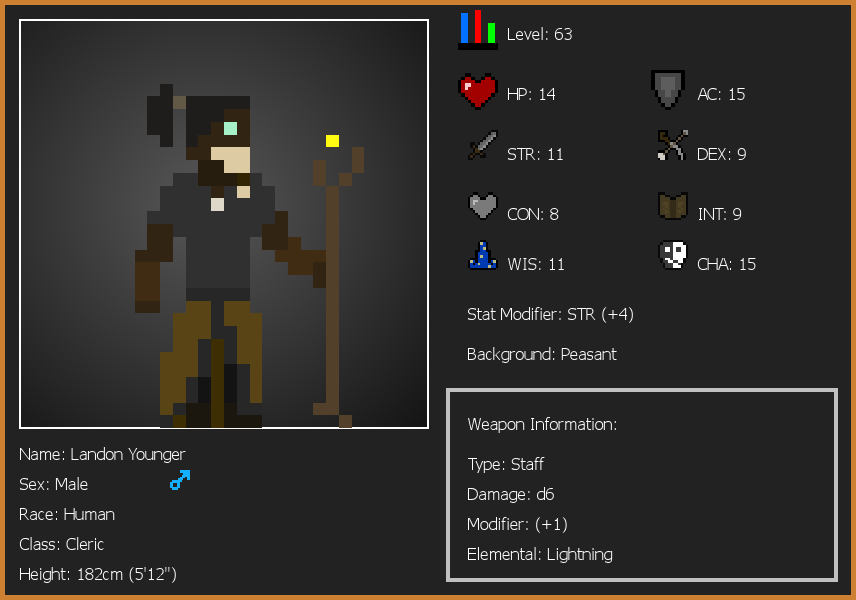 Level: 63
HP: 14
AC: 15
STR: 11
DEX: 9
CON: 8
INT: 9
WIS: 11
CHA: 15
Stat Modifier: STR (+4)
Background: Peasant
Weapon Information:
Type: Staff
Damage: d6
Modifier: (+1)
Elemental: Lightning
Name: Landon Younger
Sex: Male
Race: Human
Class: Cleric
Height: 182cm (5'12")